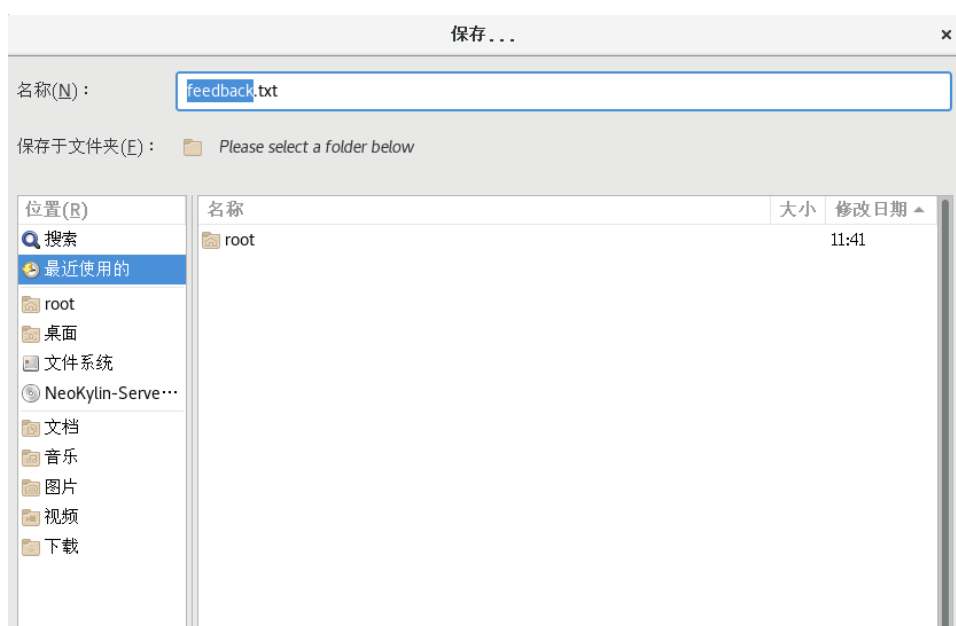 保存...
×
名称(N)：
feedback.txt
保存于文件夹(F)：
Please select a folder below
位置(R)
名称
大小
修改日期
搜索
root
11:41
最近使用的
root
桌面
文件系统
NeoKylin-Serve…
文档
音乐
图片
视频
下载